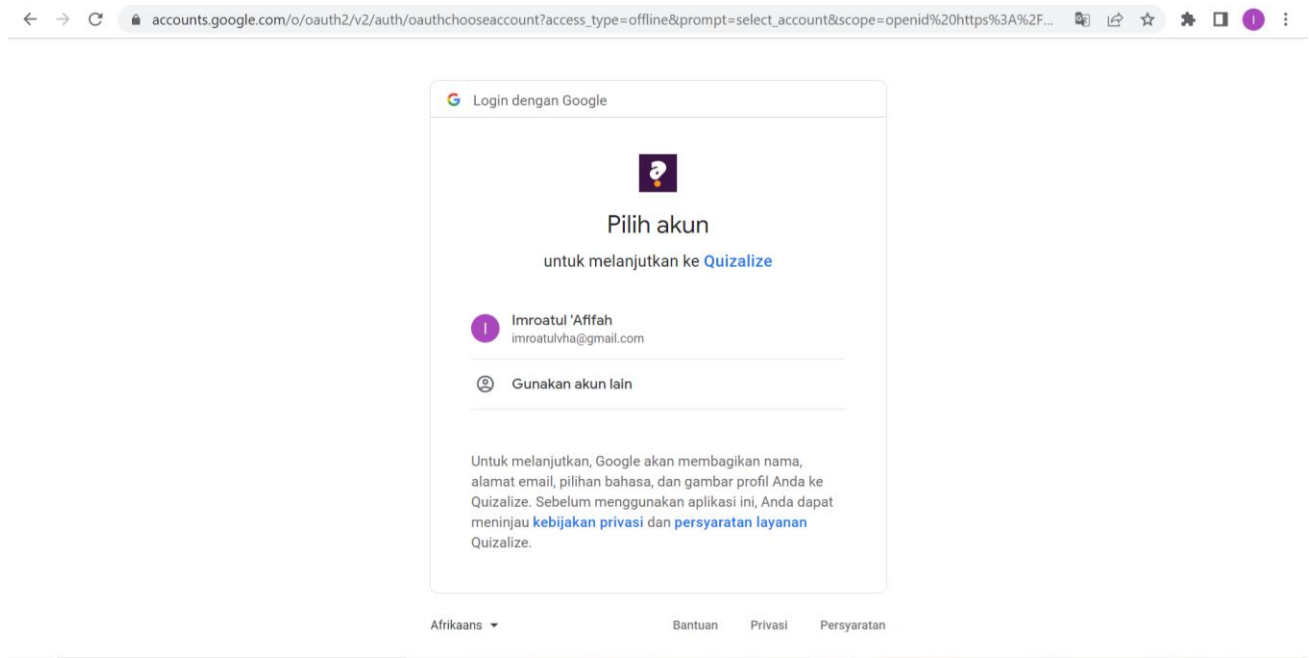 accounts.google.com/o/oauth2/v2/auth/oauthchooseaccount?access_type=offline&prompt=select_account&scope=openid%20https%3A%2F...
I
Login dengan Google
Pilih akun
untuk melanjutkan ke Quizalize
I
Imroatul 'Afifah
imroatulvha@gmail.com
Gunakan akun lain
Untuk melanjutkan, Google akan membagikan nama,
alamat email, pilihan bahasa, dan gambar profil Anda ke
Quizalize. Sebelum menggunakan aplikasi ini, Anda dapat
meninjau kebijakan privasi dan persyaratan layanan
Quizalize.
Afrikaans Bantuan Privasi Persyaratan